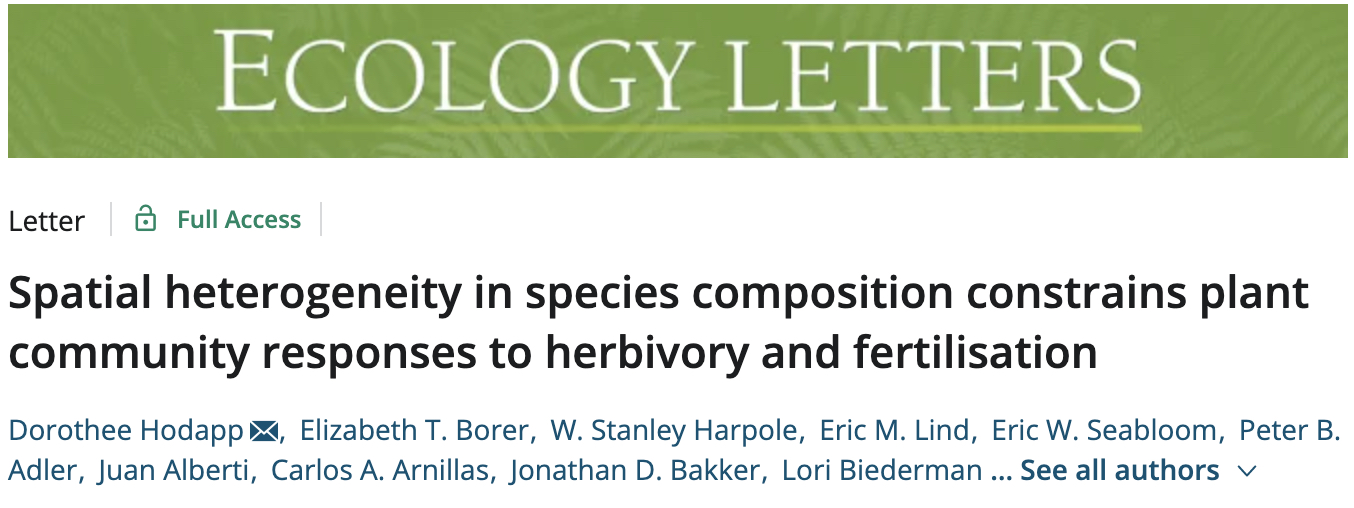 ECOLOGY LETTERS
Letter Full Access
Spatial heterogeneity in species composition constrains plant
community responses to herbivory and fertilisation
Dorothee Hodapp, Elizabeth T. Borer, W. Stanley Harpole, Eric M. Lind, Eric W. Seabloom, Peter B.
Adler, Juan Alberti, Carlos A. Arnillas, Jonathan D. Bakker, Lori Biederman ... See all authors